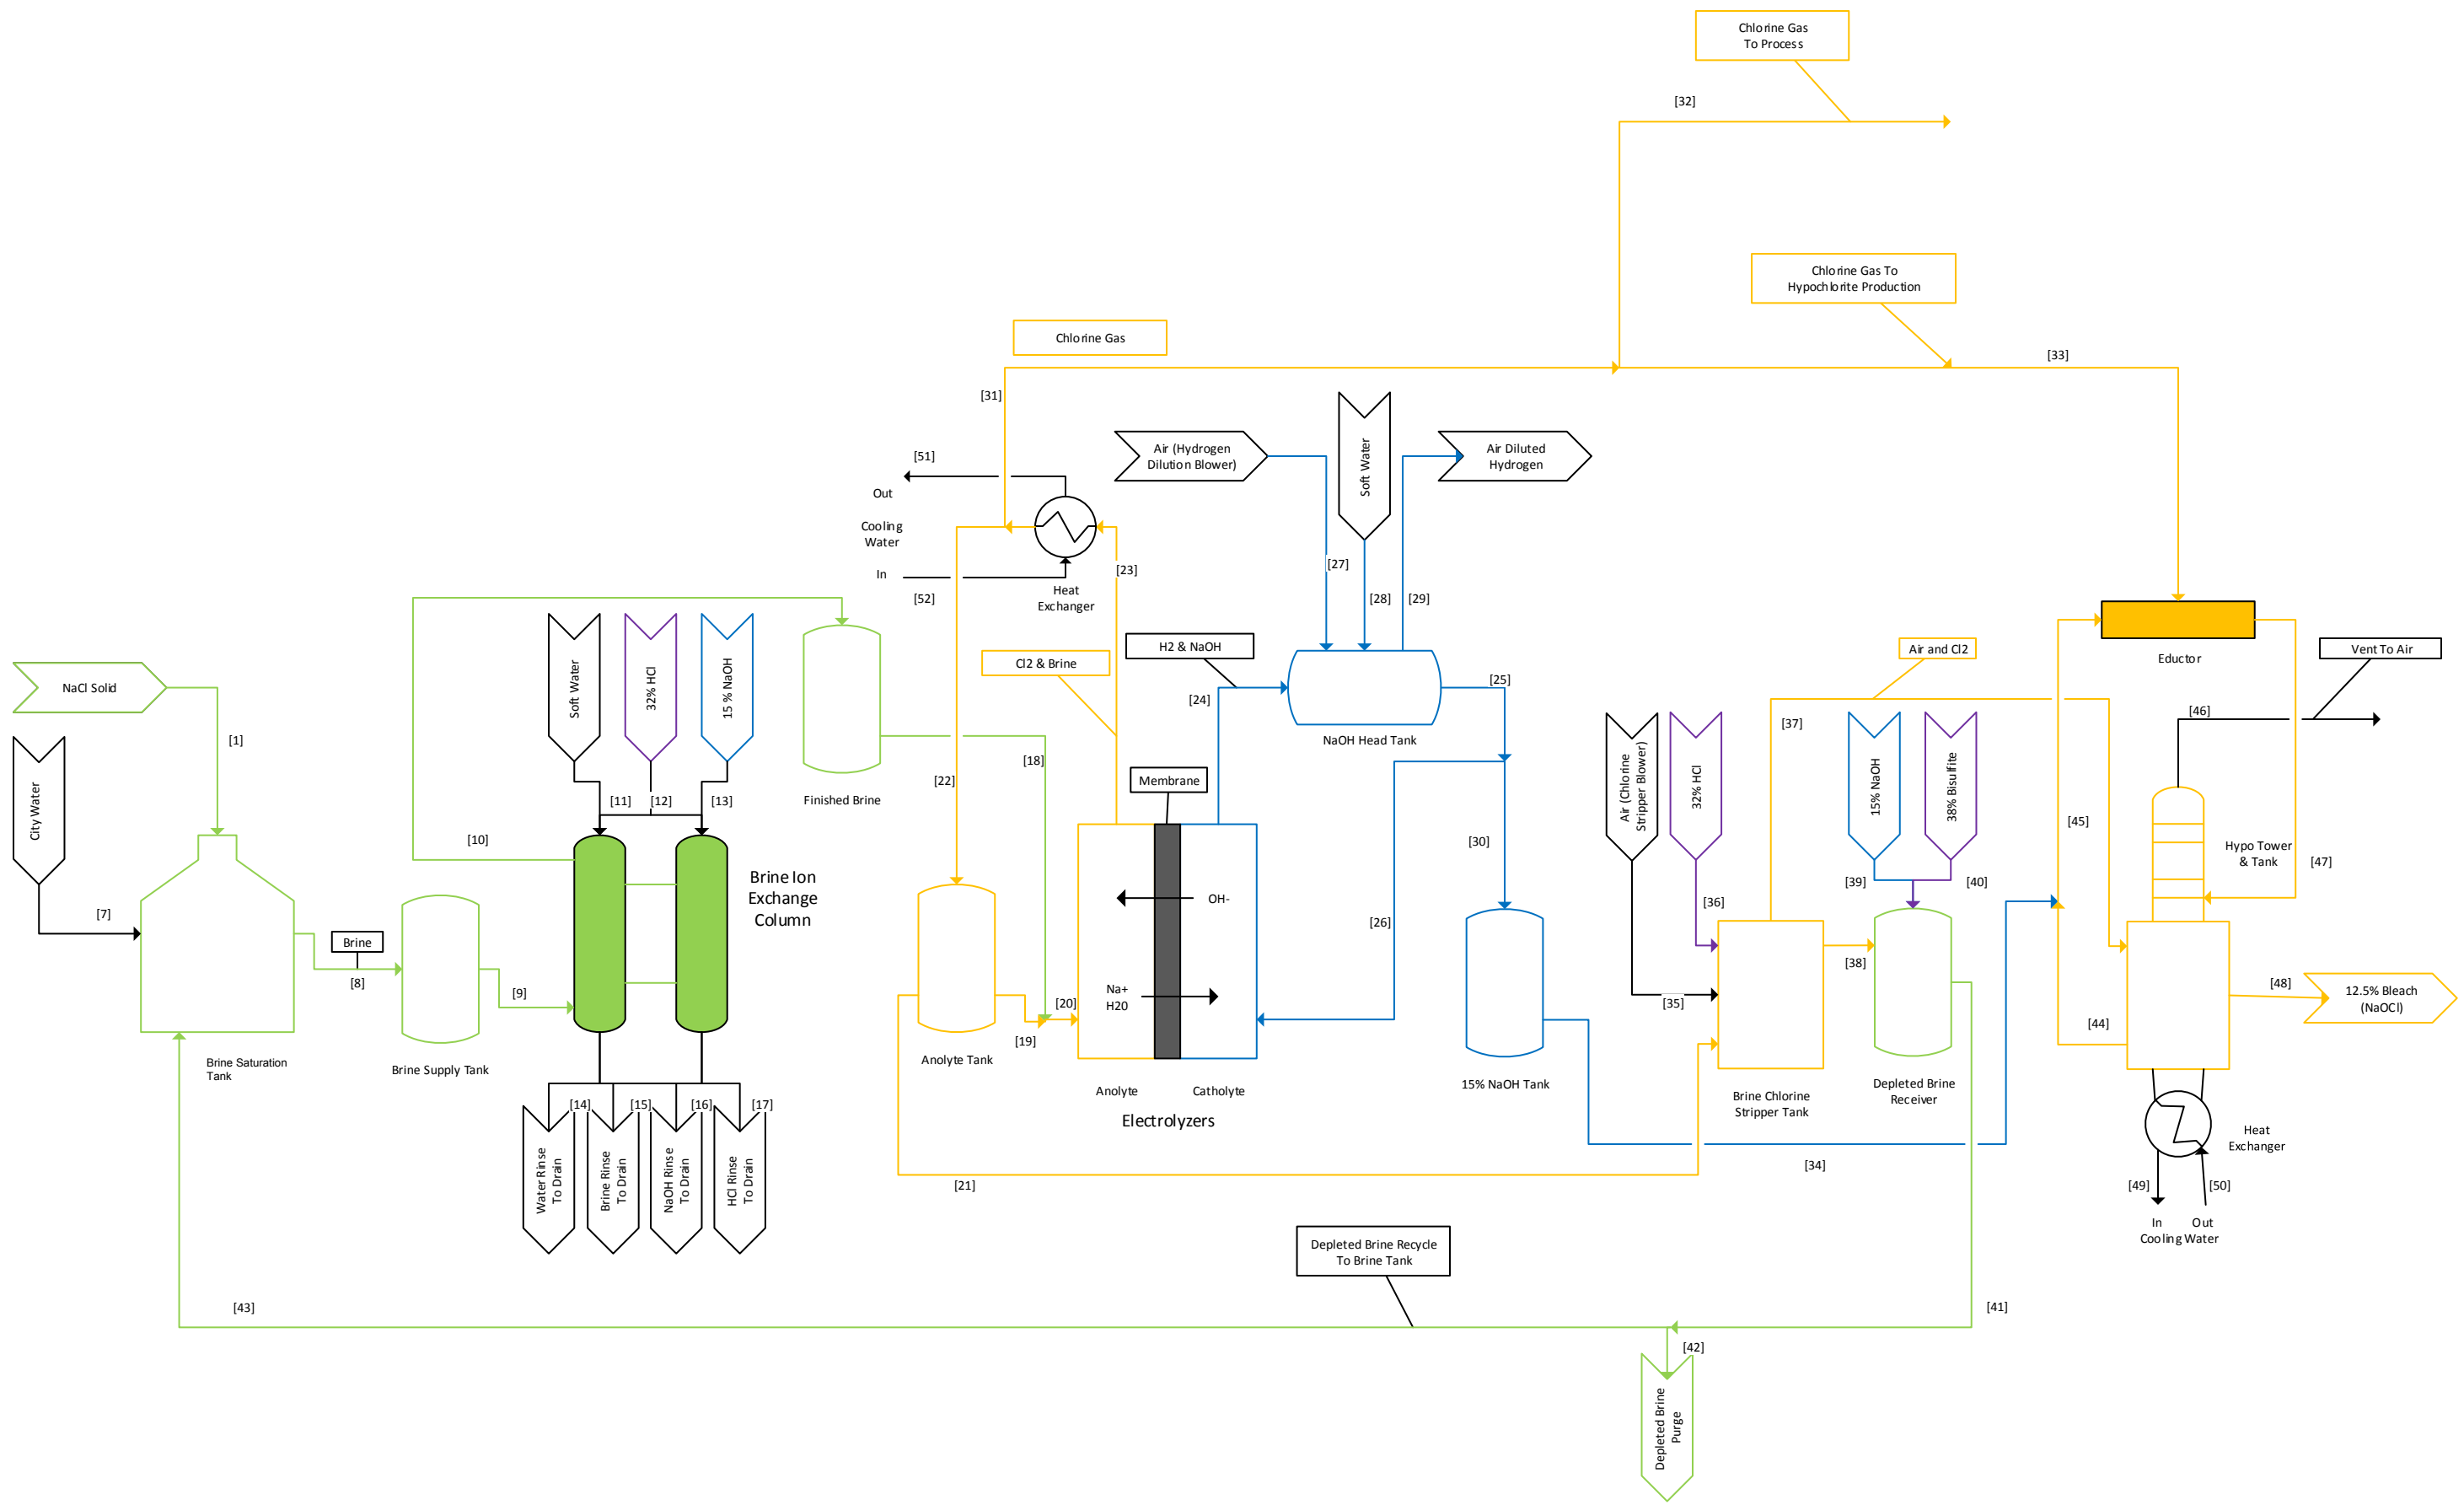 Chlorine Gas
To Process
[32]
Chlorine Gas To
Hypochlorite Production
Chlorine Gas
[33]
[31]
Air (Hydrogen
Dilution Blower)
Soft Water
Air Diluted
Hydrogen
[51]
Out
Cooling
Water
In
[52]
Heat
Exchanger
[23]
[27]
[28]
[29]
NaCl Solid
[1]
City Water
[7]
Brine Saturation
Tank
Brine
[8]
Brine Supply Tank
[9]
[10]
Soft Water
32% HCl
15 % NaOH
[11]
[12]
[13]
Brine Ion
Exchange
Column
[14]
[15]
[16]
[17]
Water Rinse
To Drain
Brine Rinse
To Drain
NaOH Rinse
To Drain
HCl Rinse
To Drain
Finished Brine
[18]
[22]
Cl2 & Brine
H2 & NaOH
[24]
NaOH Head Tank
[25]
Membrane
OH-
Na+
H20
[19]
[20]
Anolyte Tank
[21]
Anolyte
Catholyte
Electrolyzers
[26]
[30]
15% NaOH Tank
[34]
Air (Chlorine
Stripper Blower)
32% HCl
[35]
[36]
[37]
Air and Cl2
Brine Chlorine
Stripper Tank
[38]
15% NaOH
38% Bisulfite
[39]
[40]
Depleted Brine
Receiver
[41]
Eductor
Vent To Air
[46]
[45]
Hypo Tower
& Tank
[47]
[44]
[48]
12.5% Bleach
(NaOCl)
Heat
Exchanger
[49]
[50]
In
Out
Cooling Water
Depleted Brine Recycle
To Brine Tank
[43]
[42]
Depleted Brine
Purge